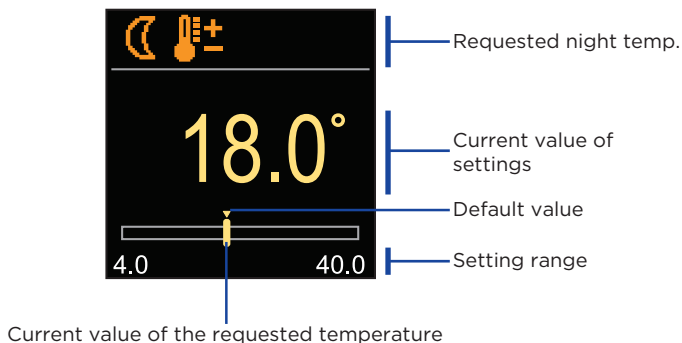 Requested night temp.
18.0°
Current value of
settings
Default value
4.0 40.0
Setting range
Current value of the requested temperature